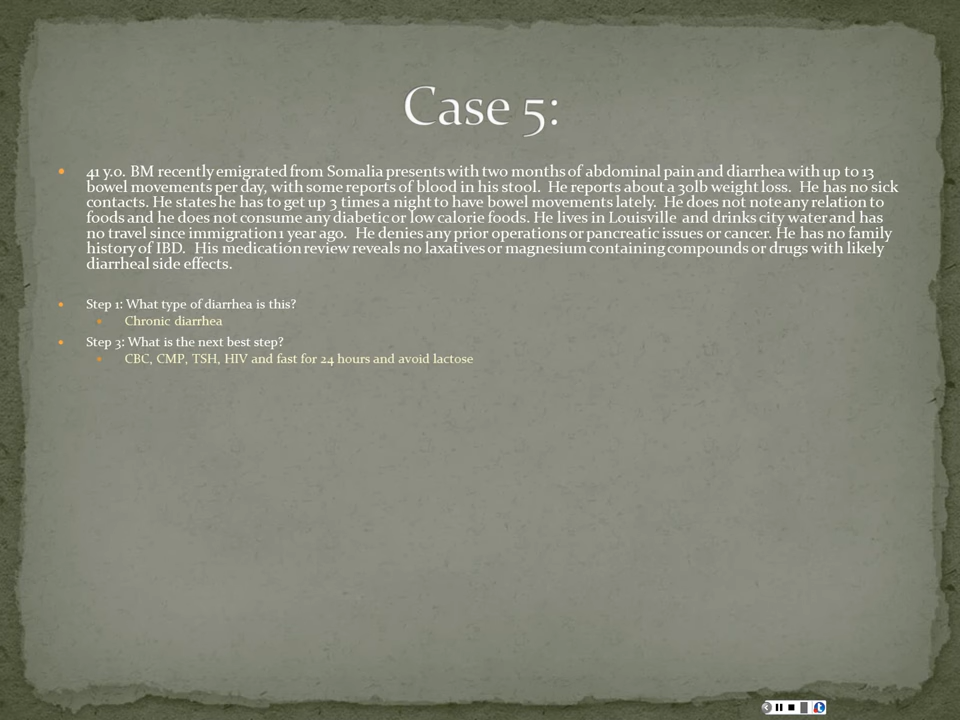 Case 5:
41 y.o. BM recently emigrated from Somalia presents with two months of abdominal pain and diarrhea with up to 13
bowel movements per day, with some reports of blood in his stool. He reports about a 30lb weight loss. He has no sick
contacts. He states he has to get up 3 times a night to have bowel movements lately. He does not note any relation to
foods and he does not consume any diabetic or low calorie foods. He lives in Louisville and drinks city water and has
no travel since immigration 1 year ago. He denies any prior operations or pancreatic issues or cancer. He has no family
history of IBD. His medication review reveals no laxatives or magnesium containing compounds or drugs with likely
diarrheal side effects.
Step 1: What type of diarrhea is this?
Chronic diarrhea
Step 3: What is the next best step?
CBC, CMP, TSH, HIV and fast for 24 hours and avoid lactose